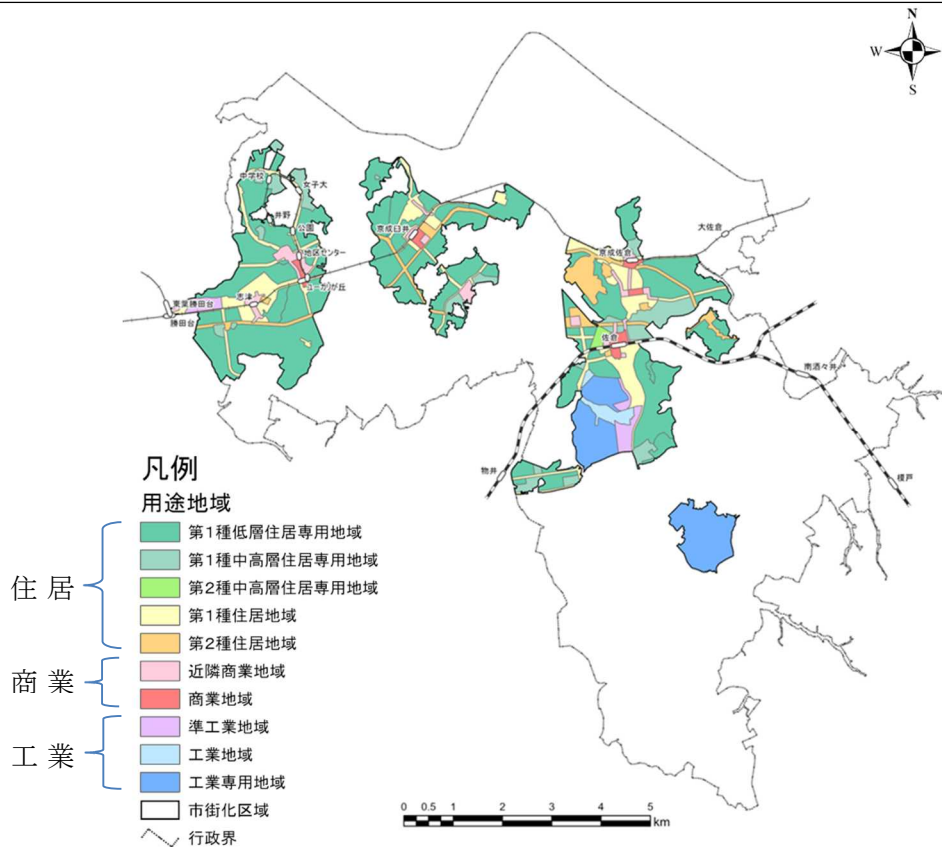 N
W
E
S
中学校
女子大
井野
公園
地区センター
ユーカリが丘
志津
東葉勝田台
勝田台
京成臼井
京成佐倉
大佐倉
佐倉
南酒々井
物井
榎戸
凡例
用途地域
住居
第1種低層住居専用地域
第1種中高層住居専用地域
第2種中高層住居専用地域
第1種住居地域
第2種住居地域
商業
近隣商業地域
商業地域
工業
準工業地域
工業地域
工業専用地域
市街化区域
行政界
0 0.5 1 2 3 4 5
km